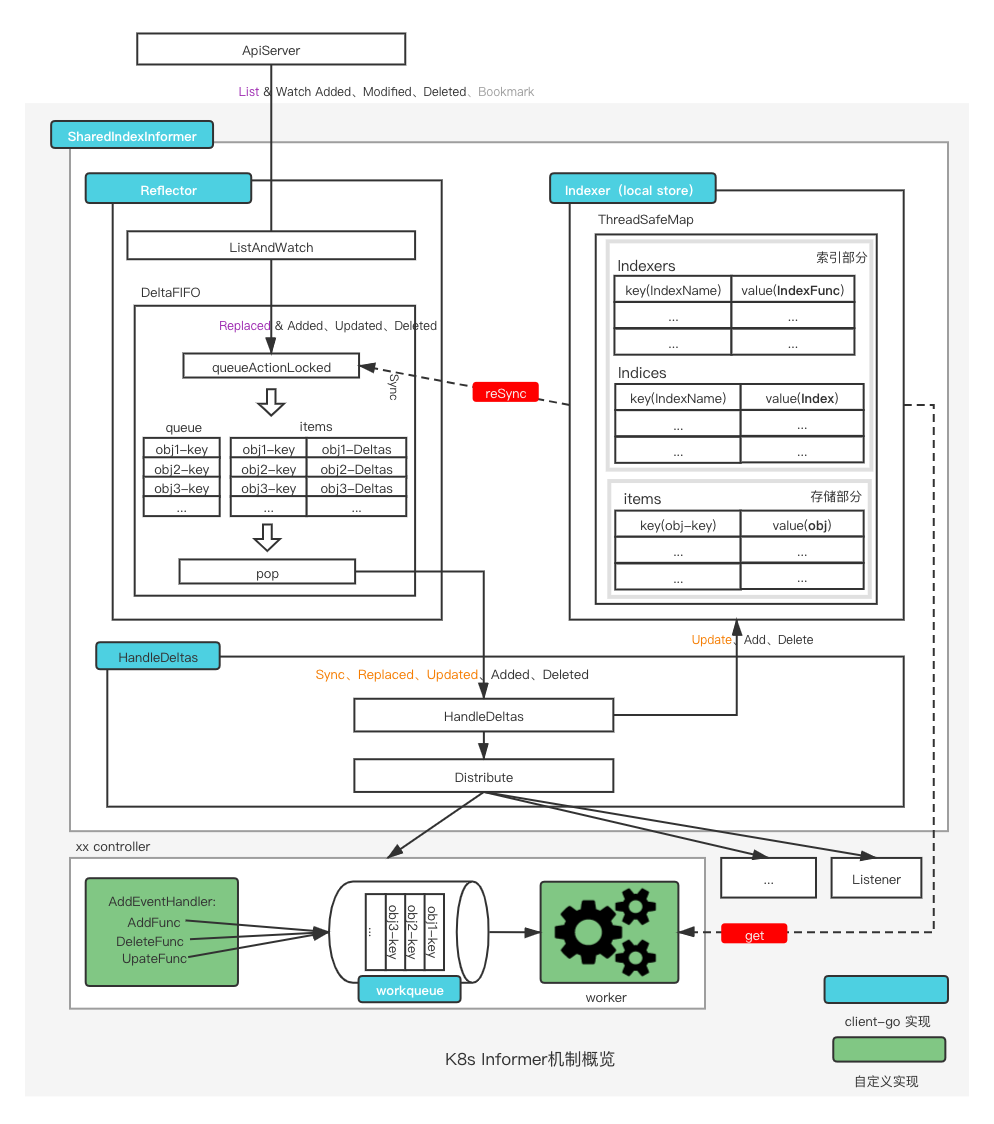 ApiServer
List & Watch Added、Modified、Deleted、Bookmark
SharedIndexInformer
Reflector
ListAndWatch
DeltaFIFO
Replaced & Added、Updated、Deleted
queueActionLocked
Sync
reSync
queue
items
obj1-key
obj1-key
obj1-Deltas
obj2-key
obj2-key
obj2-Deltas
obj3-key
obj3-key
obj3-Deltas
...
...
...
pop
Indexer（local store）
ThreadSafeMap
索引部分
Indexers
key(IndexName)
value(IndexFunc)
...
...
...
...
Indices
key(IndexName)
value(Index)
...
...
...
...
存储部分
items
key(obj-key)
value(obj)
...
...
...
...
Update、Add、Delete
HandleDeltas
Sync、Replaced、Updated、Added、Deleted
HandleDeltas
Distribute
xx controller
AddEventHandler:
AddFunc
DeleteFunc
UpateFunc
...
obj3-key
obj2-key
obj1-key
workqueue
worker
...
Listener
get
client-go 实现
自定义实现
K8s Informer机制概览